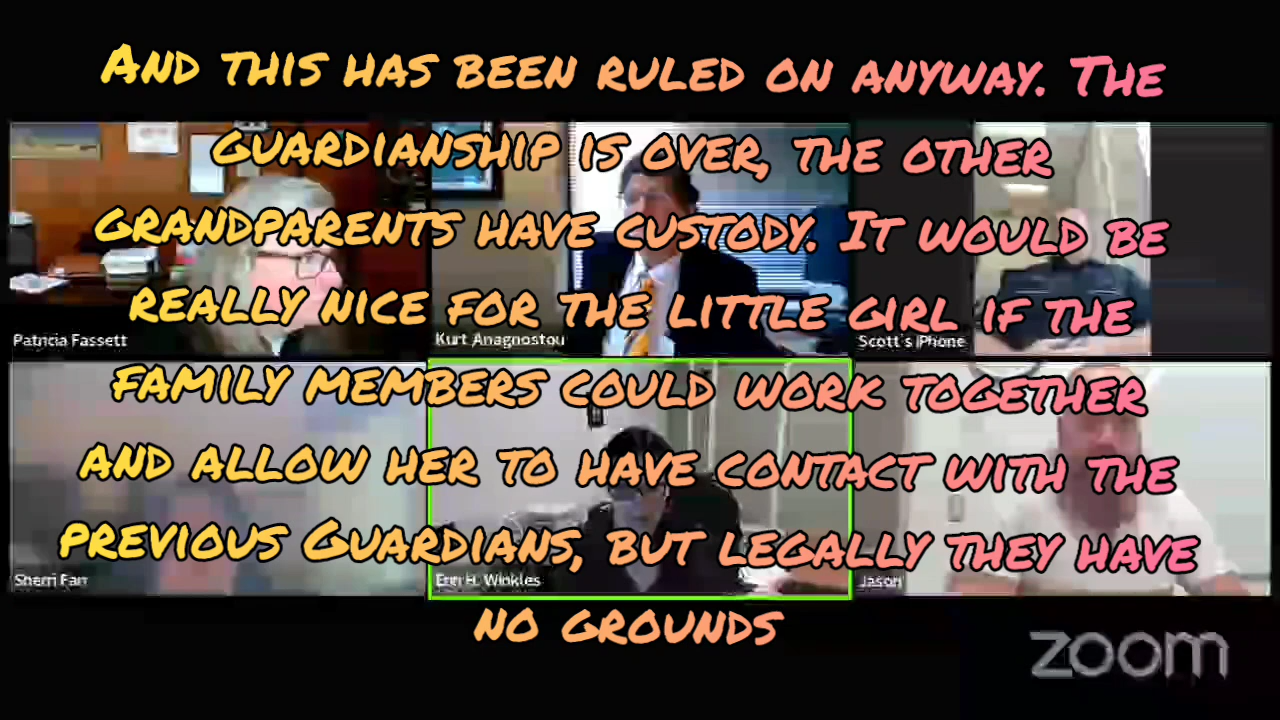 And this has been ruled on anyway. The
guardianship is over, the other
grandparents have custody. It would be
really nice for the little girl if the
family members could work together
and allow her to have contact with the
previous Guardians, but legally they have
no grounds
Patricia Fassett
Kurt Anagnostou
Scott's iPhone
Sherri Farr
Erin H. Winkles
Jason
zoom